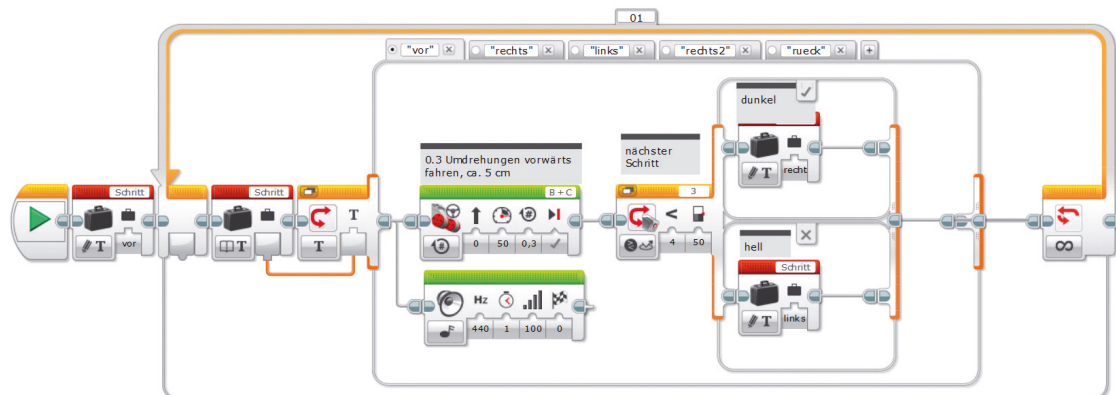 01
"vor" "rechts" "links" "rechts2" "rueck" +
dunkel
0.3 Umdrehungen vorwärts
fahren, ca. 5 cm
nächster
Schritt
Schritt Schritt B + C 3
T < recht
T vor T T # 0 50 0,3 4 50 T
hell
Schritt
Hz
440 1 100 0
T links
∞